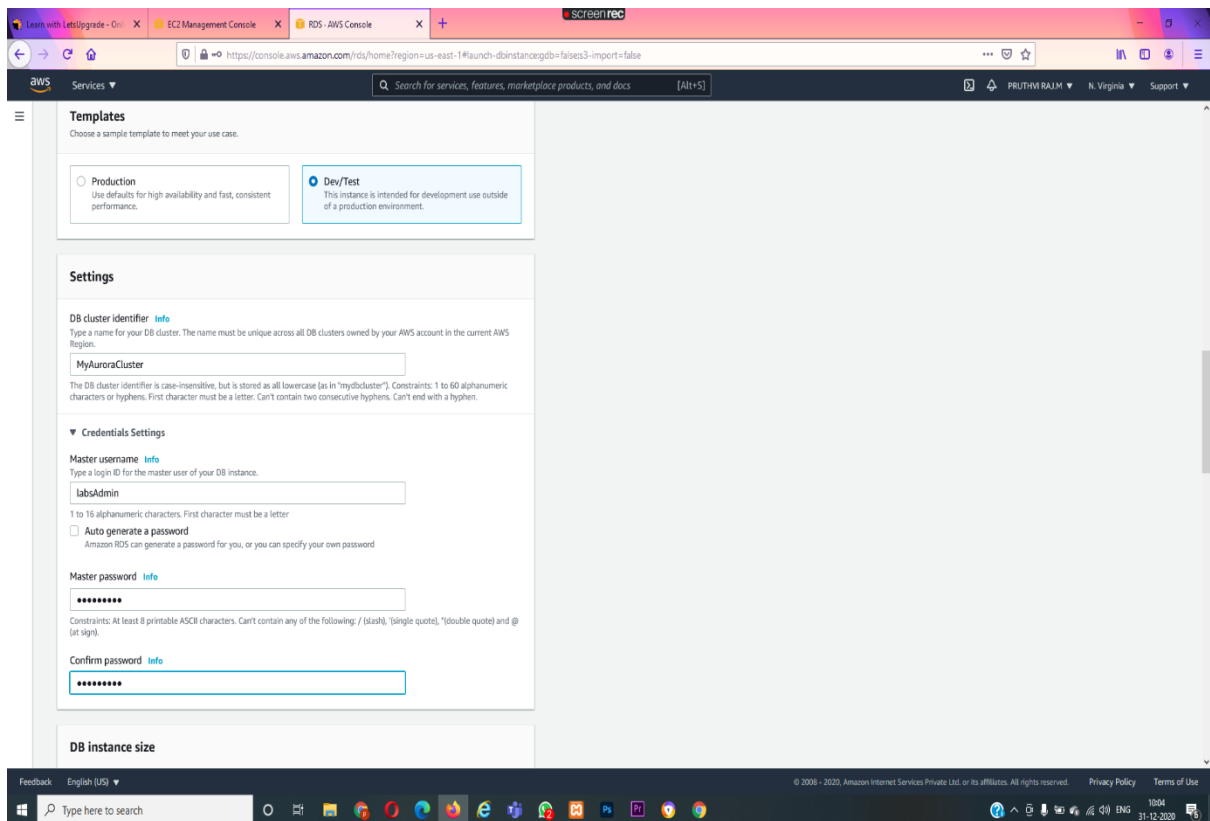 screenrec
Learn with LetsUpgrade - Onl
EC2 Management Console
RDS - AWS Console
https://console.aws.amazon.com/rds/home?region=us-east-1#launch-dbinstance:gdb=false;s3-import=false
aws
Services
Search for services, features, marketplace products, and docs [Alt+S]
PRUTHVI RAJ.M
N. Virginia
Support
Templates
Choose a sample template to meet your use case.
Production
Use defaults for high availability and fast, consistent
performance.
Dev/Test
This instance is intended for development use outside
of a production environment.
Settings
DB cluster identifier Info
Type a name for your DB cluster. The name must be unique across all DB clusters owned by your AWS account in the current AWS
Region.
MyAuroraCluster
The DB cluster identifier is case-insensitive, but is stored as all lowercase (as in "mydbcluster"). Constraints: 1 to 60 alphanumeric
characters or hyphens. First character must be a letter. Can't contain two consecutive hyphens. Can't end with a hyphen.
Credentials Settings
Master username Info
Type a login ID for the master user of your DB instance.
labsAdmin
1 to 16 alphanumeric characters. First character must be a letter
Auto generate a password
Amazon RDS can generate a password for you, or you can specify your own password
Master password Info
•••••••••
Constraints: At least 8 printable ASCII characters. Can't contain any of the following: / (slash), '(single quote), "(double quote) and @
(at sign).
Confirm password Info
•••••••••
DB instance size
Feedback English (US)
© 2008 - 2020, Amazon Internet Services Private Ltd. or its affiliates. All rights reserved. Privacy Policy Terms of Use
Type here to search
ENG
10:04
31-12-2020